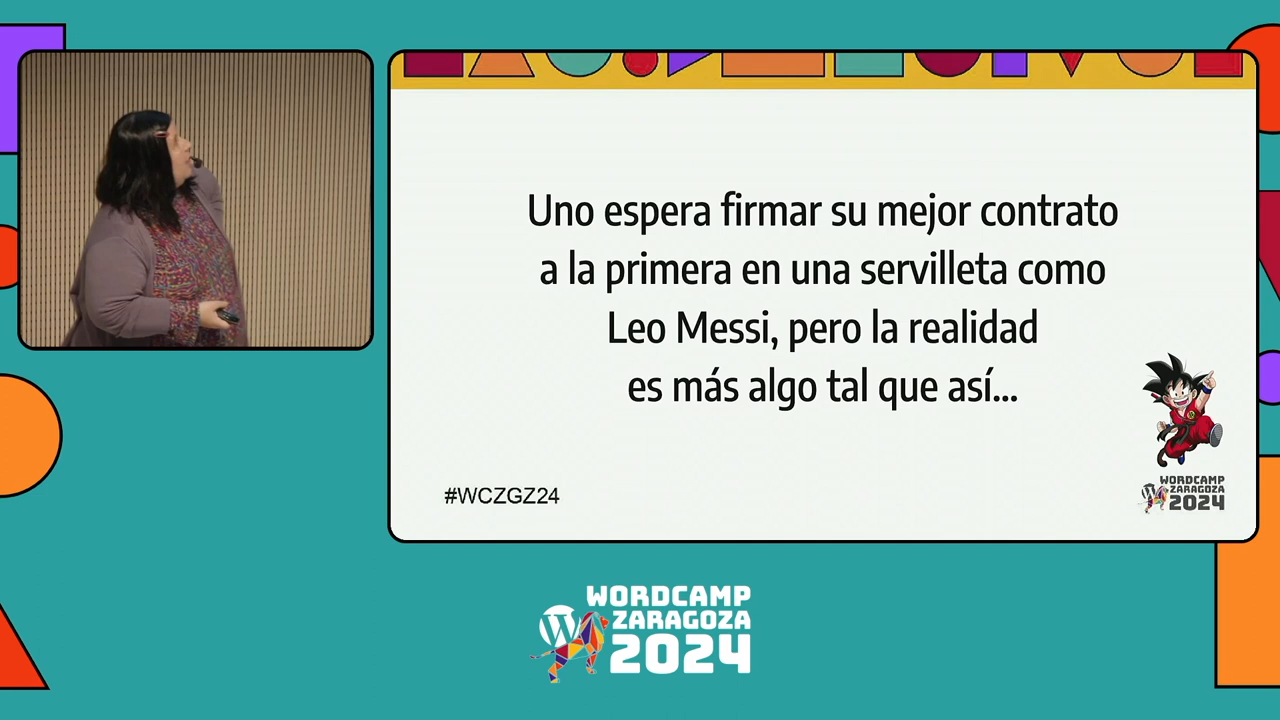 Uno espera firmar su mejor contrato
a la primera en una servilleta como
Leo Messi, pero la realidad
es más algo tal que así...
#WCZGZ24
WORDCAMP
ZARAGOZA
2024
WORDCAMP
ZARAGOZA
2024